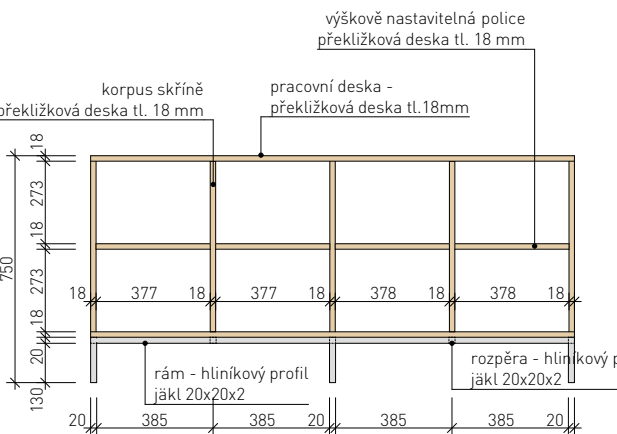 výškově nastavitelná police
překližková deska tl. 18 mm
korpus skříně
překližková deska tl. 18 mm
pracovní deska -
překližková deska tl.18mm
18
273
18
273
18
20
130
750
18 377 18 377 18 378 18 378 18
rám - hliníkový profil
jäkl 20x20x2
rozpěra - hliníkový p
jäkl 20x20x2
20 385 385 20 385 385 20